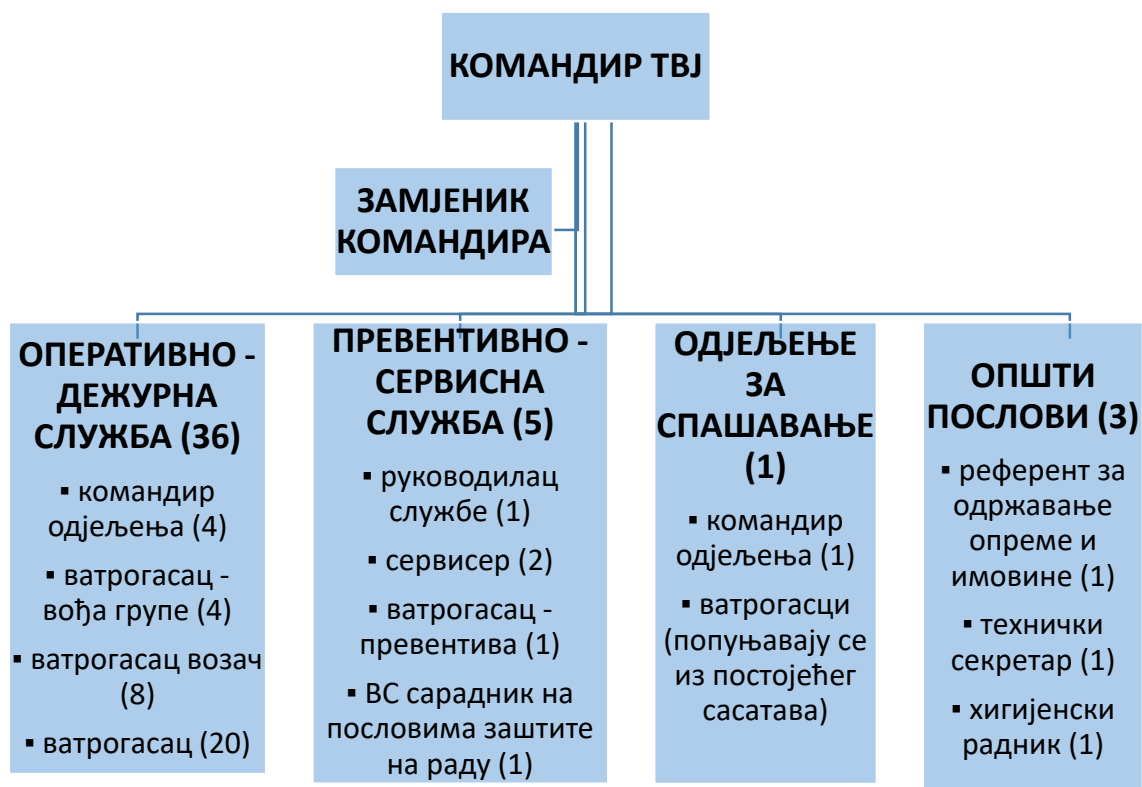 КОМАНДИР ТВЈ
ЗАМЈЕНИК
КОМАНДИРА
ОПЕРАТИВНО -
ДЕЖУРНА
СЛУЖБА (36)
▪ командир
одјељења (4)
▪ ватрогасац -
вођа групе (4)
▪ ватрогасац возач
(8)
▪ ватрогасац (20)
ПРЕВЕНТИВНО -
СЕРВИСНА
СЛУЖБА (5)
▪ руководилац
службе (1)
▪ сервисер (2)
▪ ватрогасац -
превентива (1)
▪ ВС сарадник на
пословима заштите
на раду (1)
ОДЈЕЉЕЊЕ
ЗА
СПАШАВАЊЕ
(1)
▪ командир
одјељења (1)
▪ ватрогасци
(попуњавају се
из постојећег
сасатава)
ОПШТИ
ПОСЛОВИ (3)
▪ референт за
одржавање
опреме и
имовине (1)
▪ технички
секретар (1)
▪ хигијенски
радник (1)